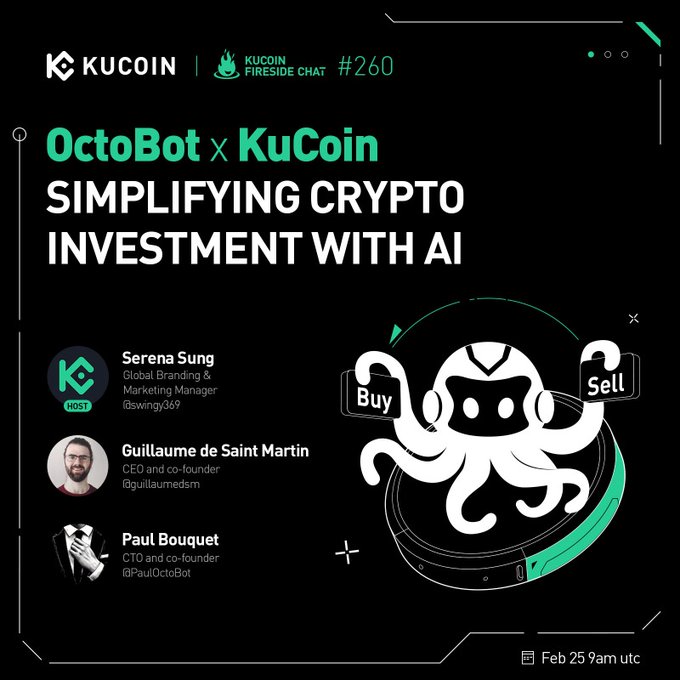 KUCOIN
KUCOIN
FIRESIDE CHAT
#260
OctoBot x KuCoin
SIMPLIFYING CRYPTO
INVESTMENT WITH AI
HOST
Serena Sung
Global Branding &
Marketing Manager
@swingy369
Guillaume de Saint Martin
CEO and co-founder
@guillaumedsm
Paul Bouquet
CTO and co-founder
@PaulOctoBot
Buy
Sell
Feb 25 9am utc